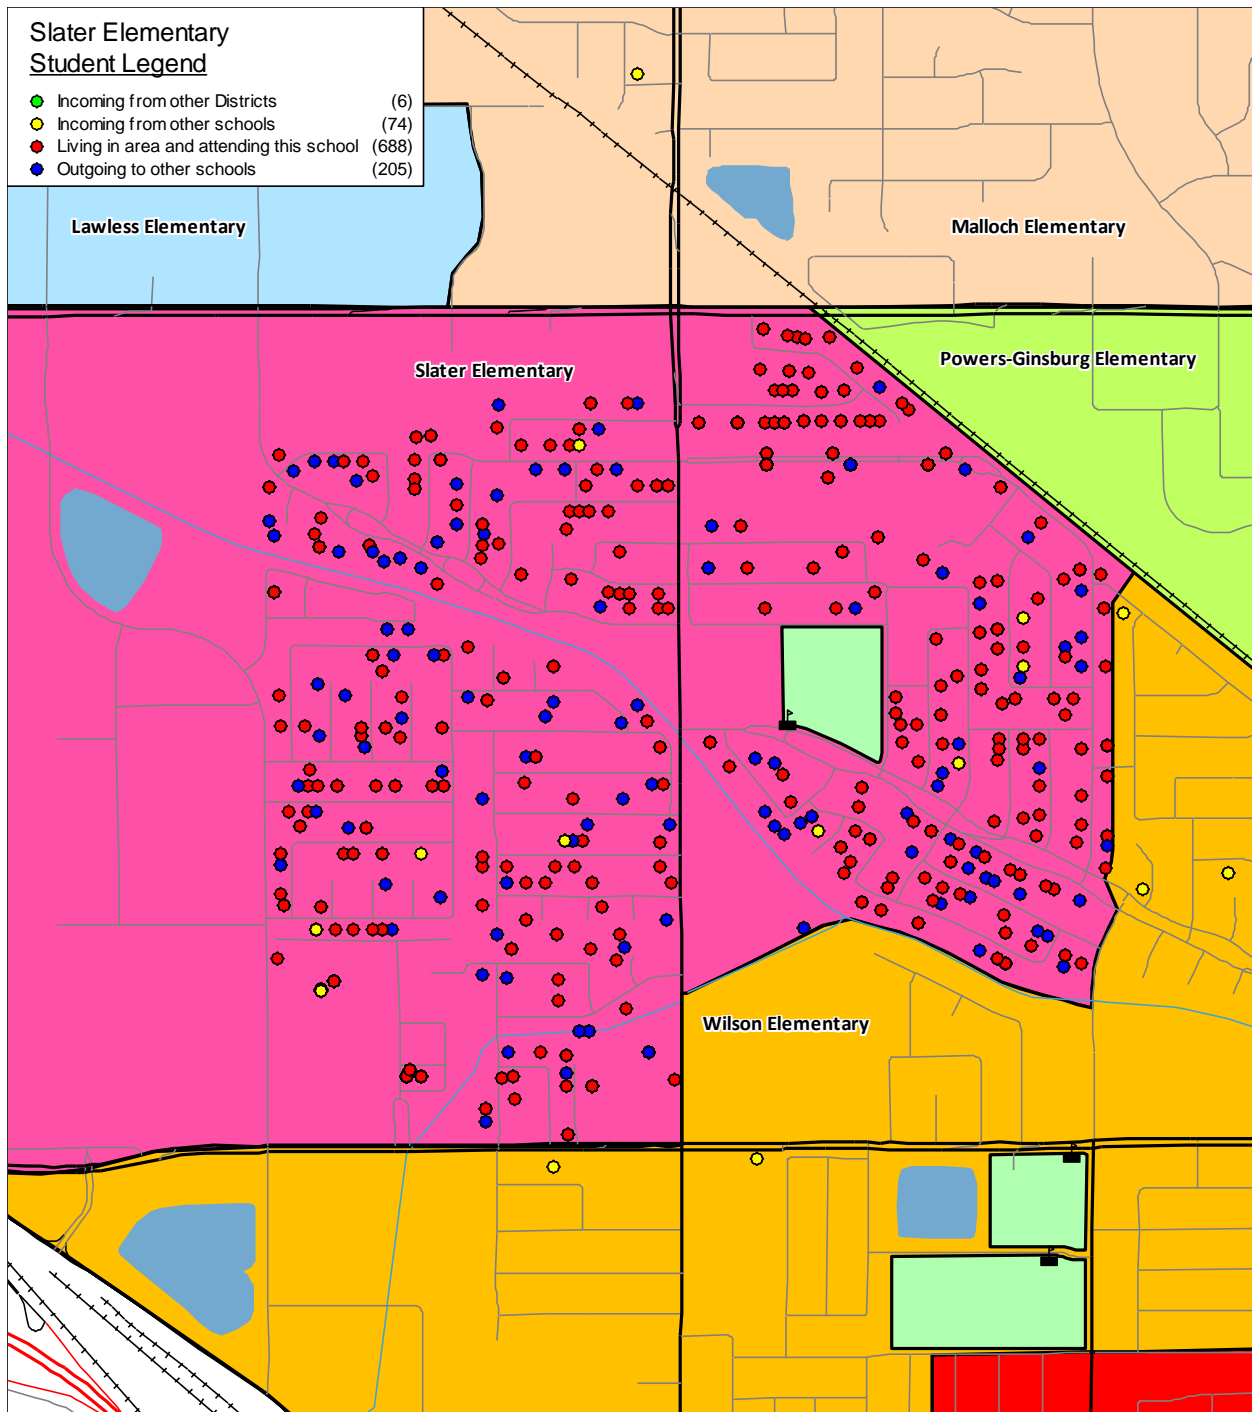 Slater Elementary
Student Legend
Incoming from other Districts (6)
Incoming from other schools (74)
Living in area and attending this school (688)
Outgoing to other schools (205)
Lawless Elementary
Malloch Elementary
Powers-Ginsburg Elementary
Slater Elementary
Wilson Elementary